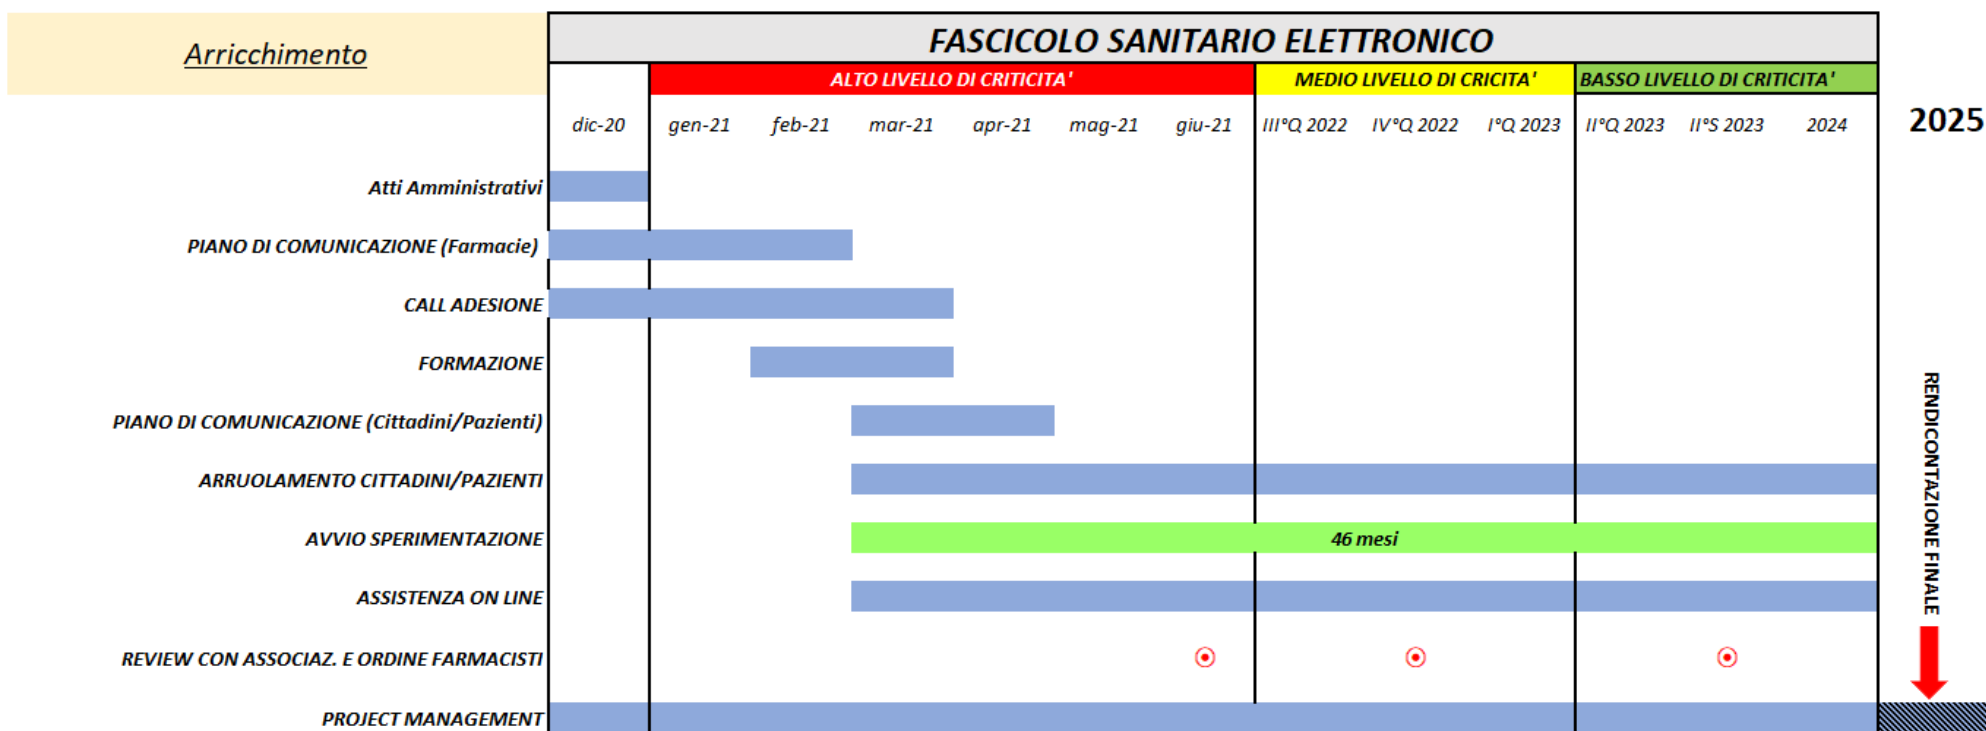 Arricchimento
FASCICOLO SANITARIO ELETTRONICO
ALTO LIVELLO DI CRITICITA'
MEDIO LIVELLO DI CRICITA'
BASSO LIVELLO DI CRITICITA'
dic-20
gen-21
feb-21
mar-21
apr-21
mag-21
giu-21
III°Q 2022
IV°Q 2022
I°Q 2023
II°Q 2023
II°S 2023
2024
2025
Atti Amministrativi
PIANO DI COMUNICAZIONE (Farmacie)
CALL ADESIONE
FORMAZIONE
PIANO DI COMUNICAZIONE (Cittadini/Pazienti)
ARRUOLAMENTO CITTADINI/PAZIENTI
AVVIO SPERIMENTAZIONE
46 mesi
ASSISTENZA ON LINE
REVIEW CON ASSOCIAZ. E ORDINE FARMACISTI
PROJECT MANAGEMENT
RENDICONTAZIONE FINALE